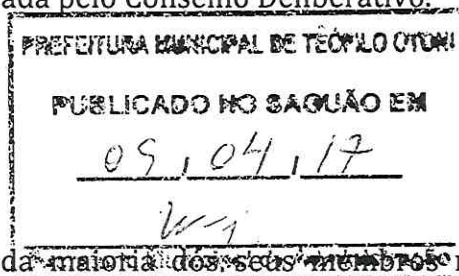 ada pelo Conselho Deliberativo.
PREFEITURA MUNICIPAL DE TEÓFILO OTONI
PUBLICADO NO SAGUÃO EM
05, 04, 17
da maioria dos seus membros